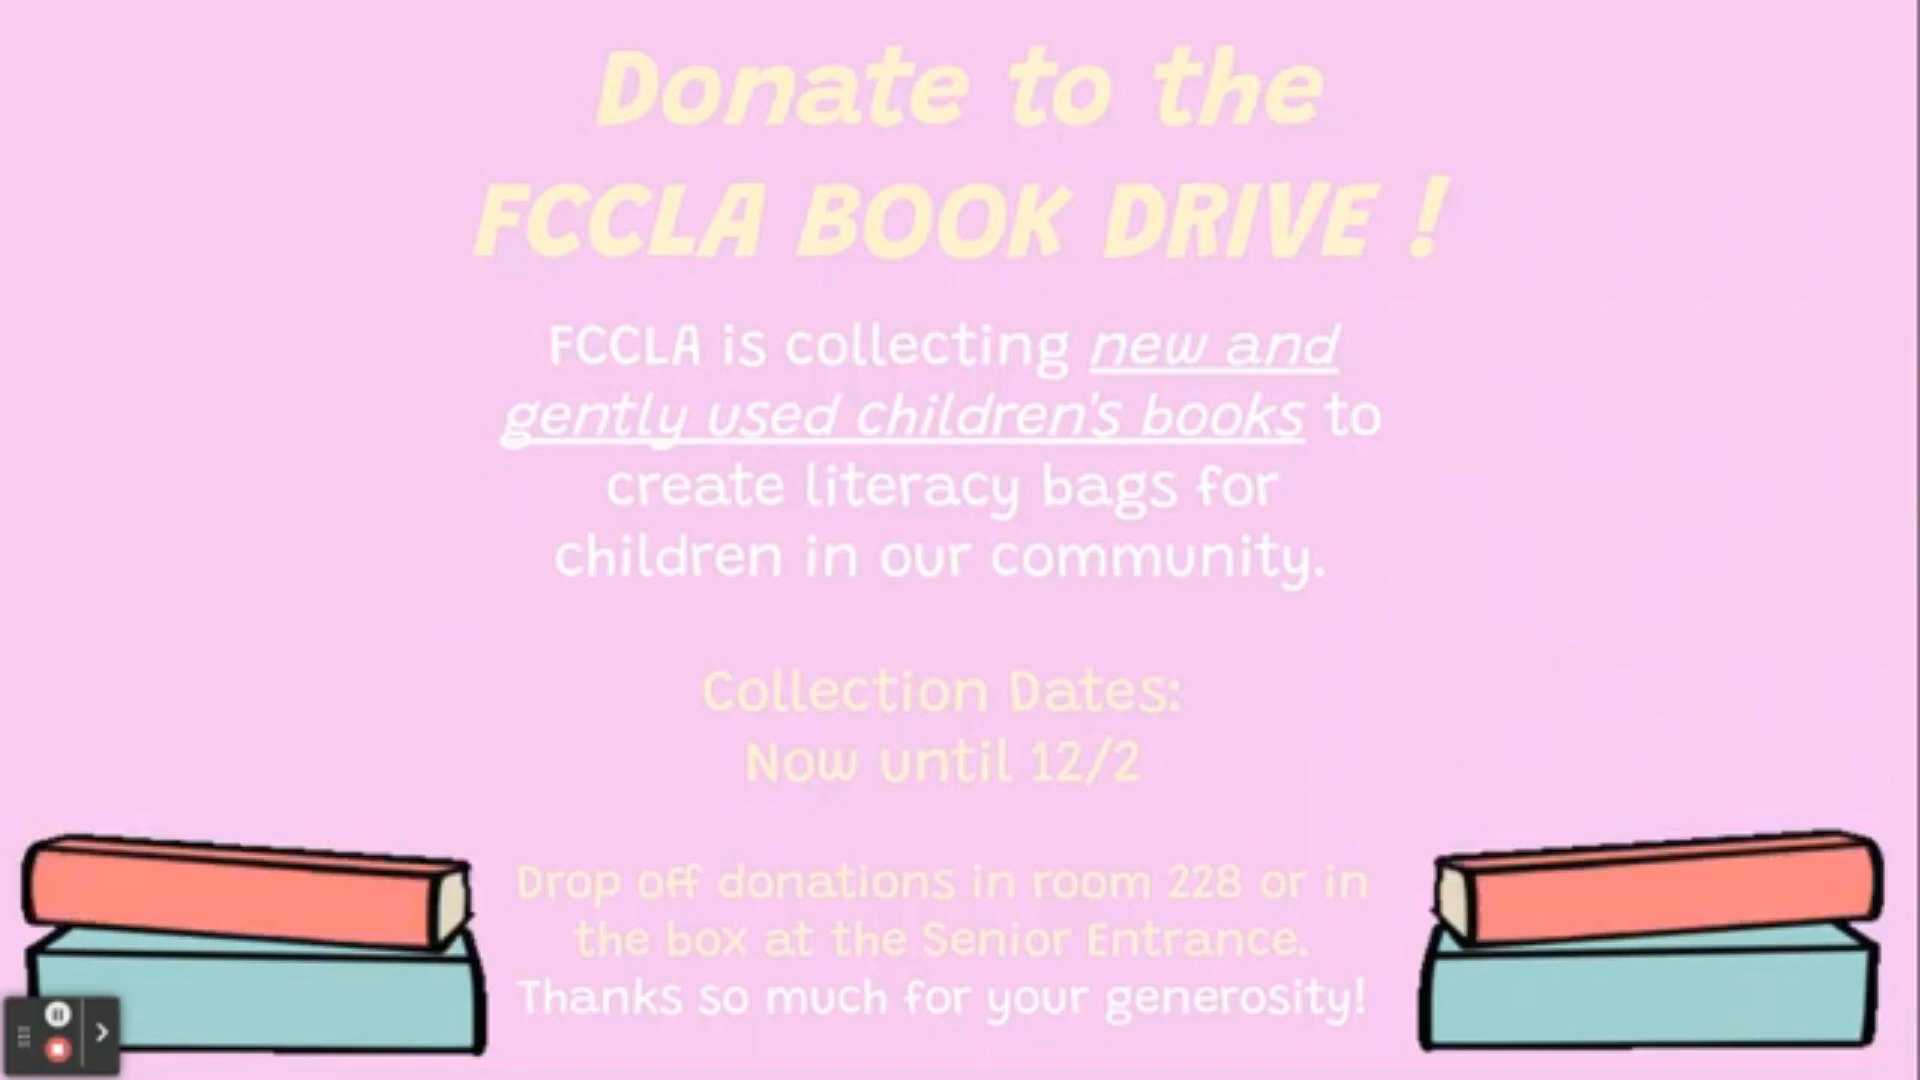 Donate to the
FCCLA BOOK DRIVE !
FCCLA is collecting new and
gently used children's books to
create literacy bags for
children in our community.
Collection Dates:
Now until 12/2
Drop off donations in room 228 or in
the box at the Senior Entrance.
Thanks so much for your generosity!